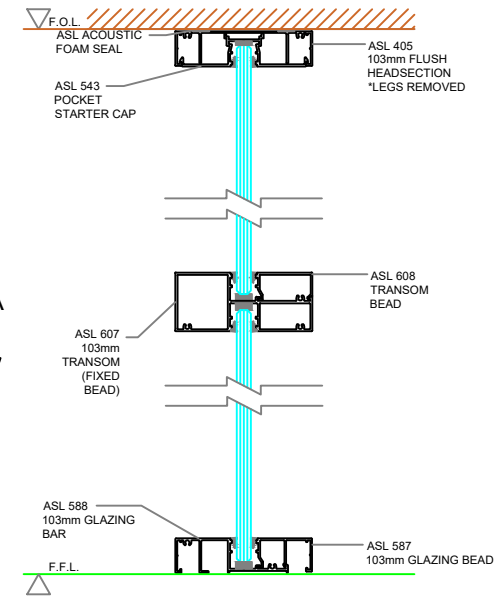 F.O.L.
ASL ACOUSTIC
FOAM SEAL
ASL 405
103mm FLUSH
HEADSECTION
*LEGS REMOVED
ASL 543
POCKET
STARTER CAP
ASL 608
TRANSOM
BEAD
A
ASL 607
103mm
TRANSOM
(FIXED
BEAD)
ASL 588
103mm GLAZING
BAR
ASL 587
103mm GLAZING BEAD
F.F.L.